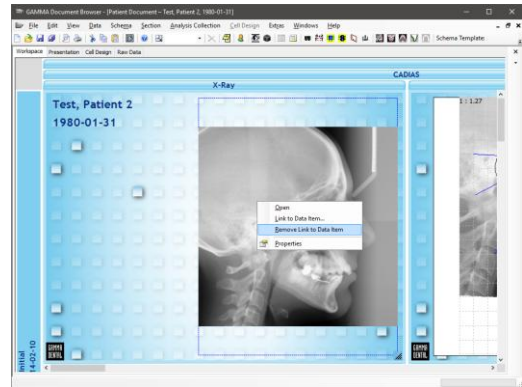 GAMMA Document Browser - [Patient Document – Test, Patient 2, 1980-01-31]
File Edit View Data Schema Section Analysis Collection Cell Design Extras Windows Help
Schema Template:
Workspace Presentation Cell Design Raw Data
CADIAS
X-Ray
Test, Patient 2
1980-01-31
1 : 1.27
Open
Link to Data Item...
Remove Link to Data Item
Properties
Initial
14-02-10
GAMMA
DENTAL
GAMMA
DENTAL